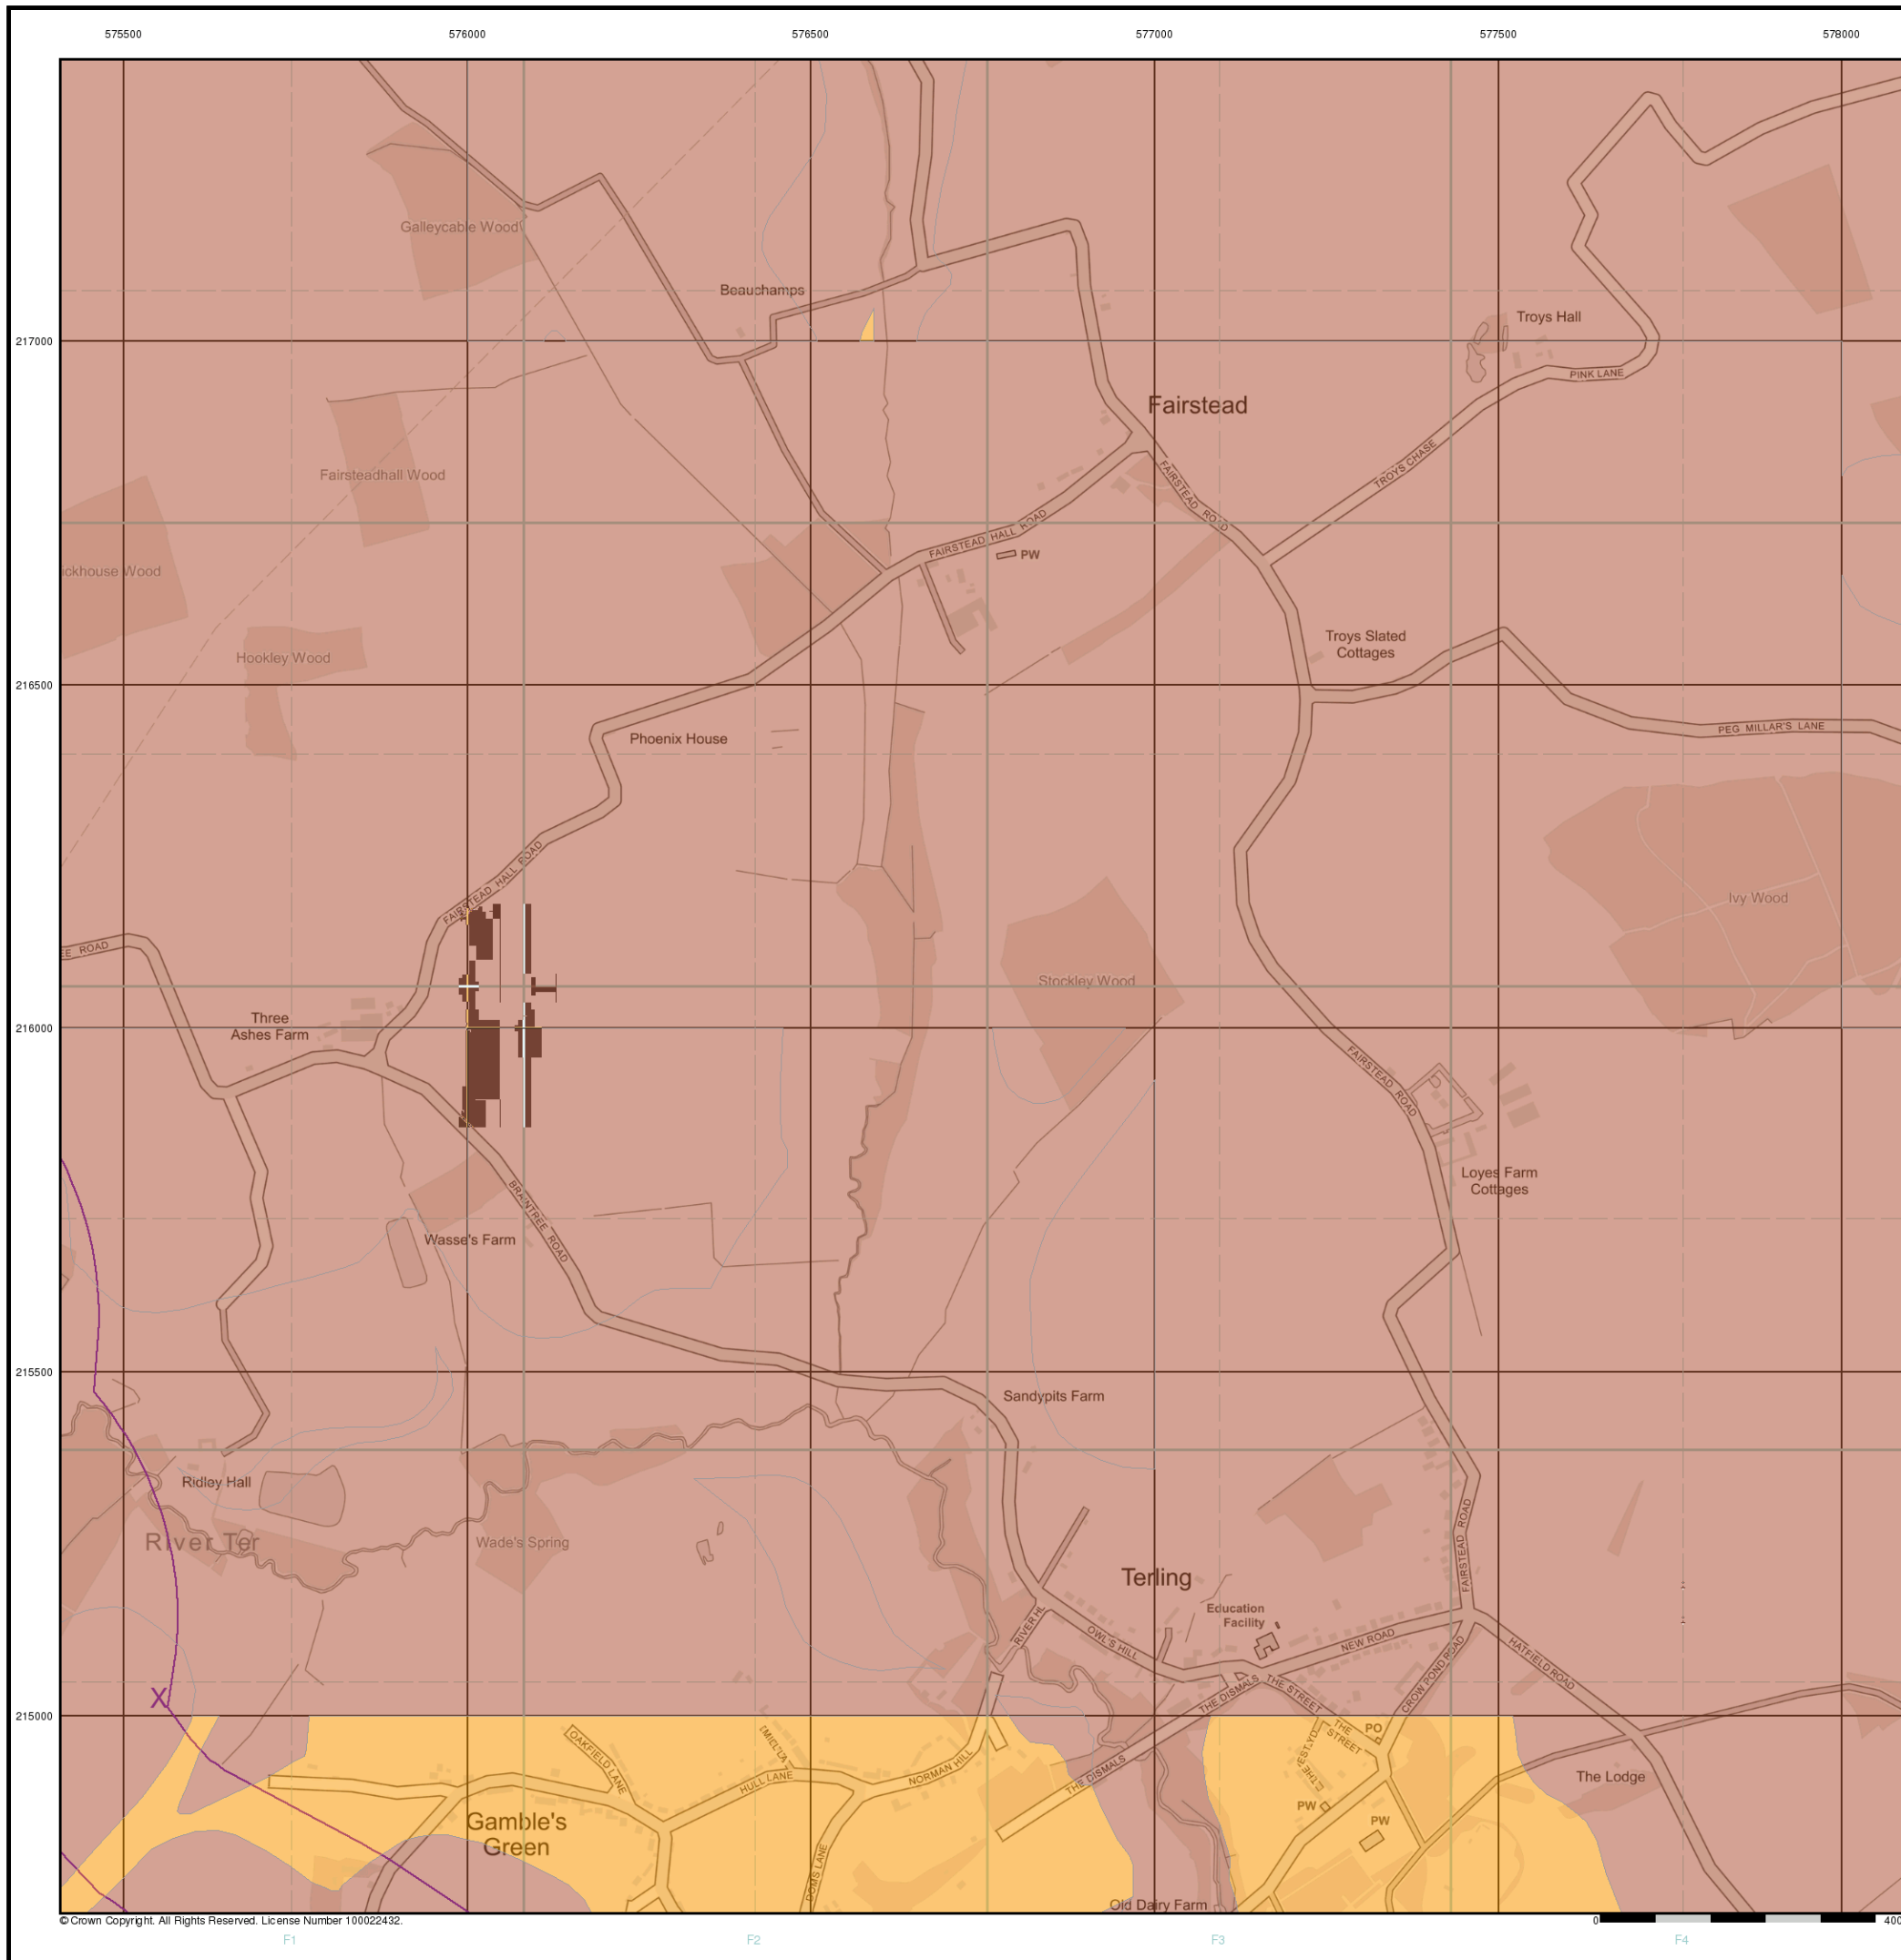 575500 576000 576500 577000 577500 578000
Galleycable Wood
Beauchamps
Troys Hall
217000
PINK LANE
Fairstead
TROYS CHASE
Fairsteadhall Wood
FAIRSTEAD ROAD
FAIRSTEAD HALL ROAD
PW
ickhouse Wood
Troys Slated
Cottages
Hookley Wood
216500
PEG MILLAR'S LANE
Phoenix House
FAIRSTEAD HALL ROAD
Ivy Wood
EE ROAD
Stockley Wood
Three
Ashes Farm
216000
FAIRSTEAD ROAD
Loyes Farm
Cottages
BRAINTREE ROAD
Wasse's Farm
215500
Sandypits Farm
Ridley Hall
River Ter
Wade's Spring
FAIRSTEAD ROAD
Terling
Education
Facility
RIVER HL
OWL'S HILL
NEW ROAD
HATFIELD ROAD
CROW POND ROAD
THE DISMALS
THE STREET
X
215000
THE
STREET
PO
OAKFIELD LANE
HULL LANE
NORMAN HILL
THE DISMALS
The Lodge
PW
PW
Gamble's
Green
Old Dairy Farm
© Crown Copyright. All Rights Reserved. License Number 100022432.
0 400
F1 F2 F3 F4